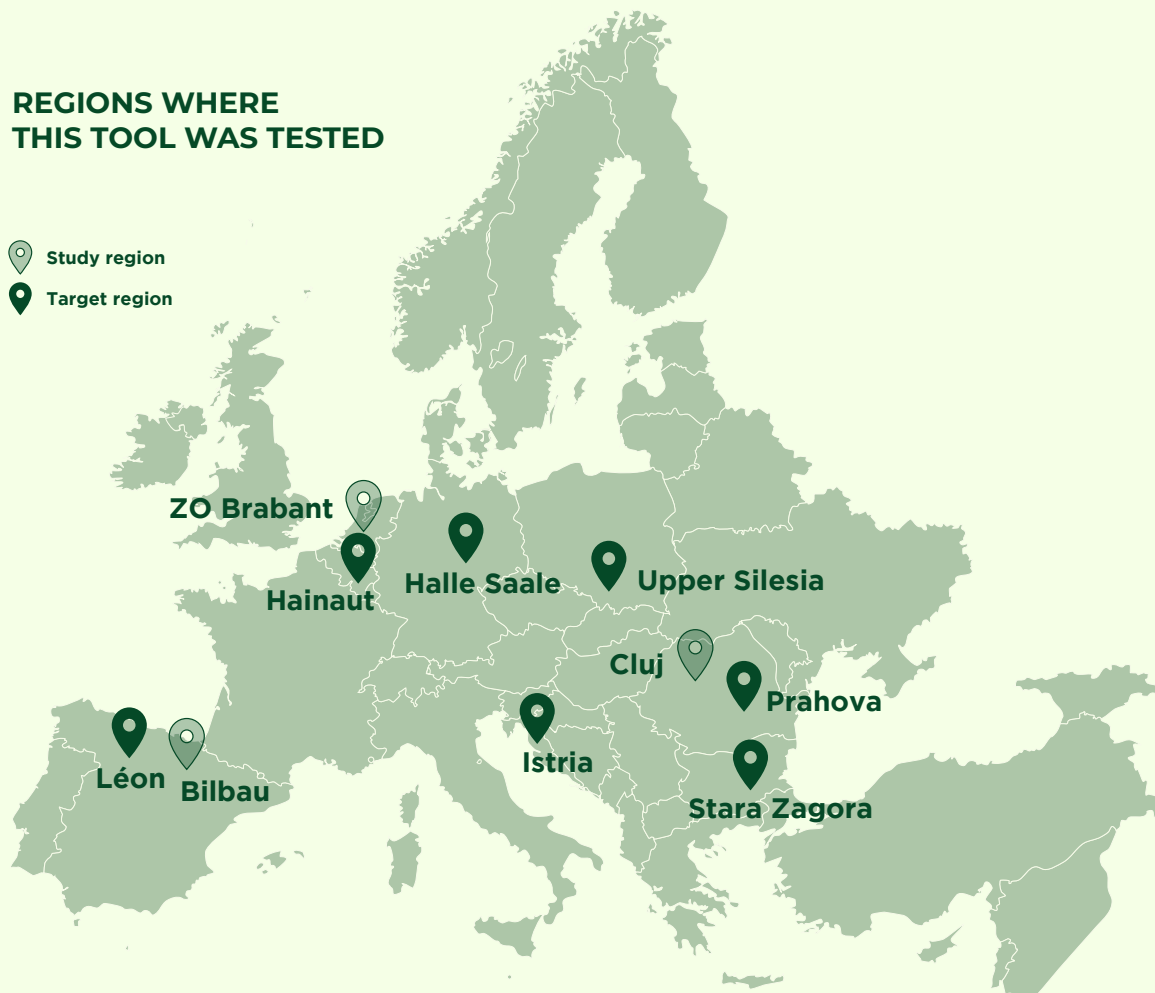 REGIONS WHERE
THIS TOOL WAS TESTED
Study region
Target region
ZO Brabant
Hainaut
Halle Saale
Upper Silesia
Cluj
Prahova
Léon
Bilbau
Istria
Stara Zagora